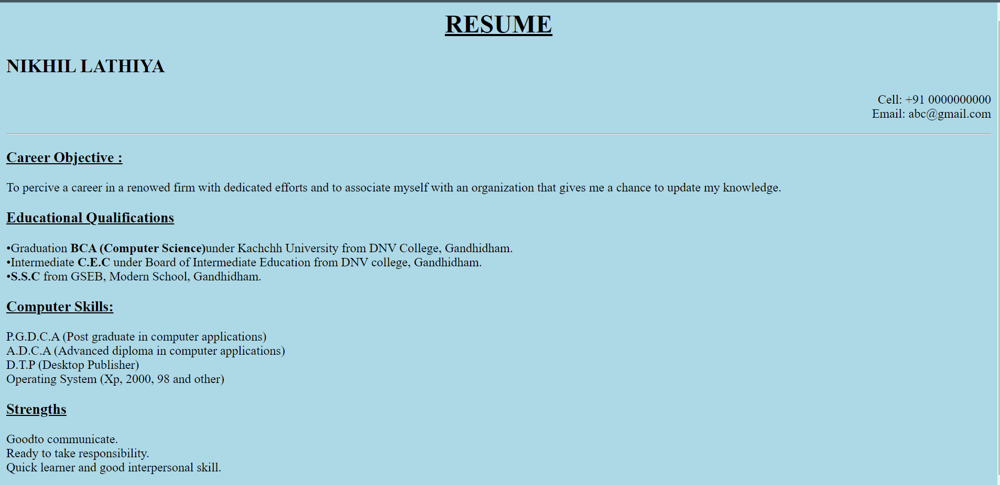 RESUME
NIKHIL LATHIYA
Cell: +91 0000000000
Email: abc@gmail.com
Career Objective :
To percive a career in a renowed firm with dedicated efforts and to associate myself with an organization that gives me a chance to update my knowledge.
Educational Qualifications
•Graduation BCA (Computer Science)under Kachchh University from DNV College, Gandhidham.
•Intermediate C.E.C under Board of Intermediate Education from DNV college, Gandhidham.
•S.S.C from GSEB, Modern School, Gandhidham.
Computer Skills:
P.G.D.C.A (Post graduate in computer applications)
A.D.C.A (Advanced diploma in computer applications)
D.T.P (Desktop Publisher)
Operating System (Xp, 2000, 98 and other)
Strengths
Goodto communicate.
Ready to take responsibility.
Quick learner and good interpersonal skill.